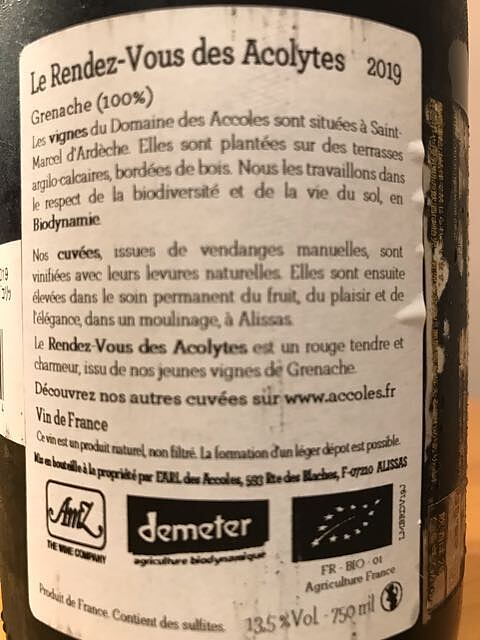 Le Rendez-Vous des Acolytes 2019
Grenache (100%)
Les vignes du Domaine des Accoles sont situées à Saint-
Marcel d'Ardèche. Elles sont plantées sur des terrasses
argilo-calcaires, bordées de bois. Nous les travaillons dans
le respect de la biodiversité et de la vie du sol, en
Biodynamie.
Nos cuvées, issues de vendanges manuelles, sont
vinifiées avec leurs levures naturelles. Elles sont ensuite
élevées dans le soin permanent du fruit, du plaisir et de
l'élégance, dans un moulinage, à Alissas.
Le Rendez-Vous des Acolytes est un rouge tendre et
charmeur, issu de nos jeunes vignes de Grenache.
Découvrez nos autres cuvées sur www.accoles.fr
Vin de France
Ce vin est un produit naturel, non filtré. La formation d'un léger dépot est possible.
Mis en bouteille à la propriété par EARL des Accoles, 583 Rte des Blaches, F-07210 ALISSAS
AmZ
THE WINE COMPANY
demeter
agriculture biodynamique
FR - BIO - 01
Agriculture France
LMBRDV19J
Produit de France. Contient des sulfites. 13,5 % Vol - 750 ml